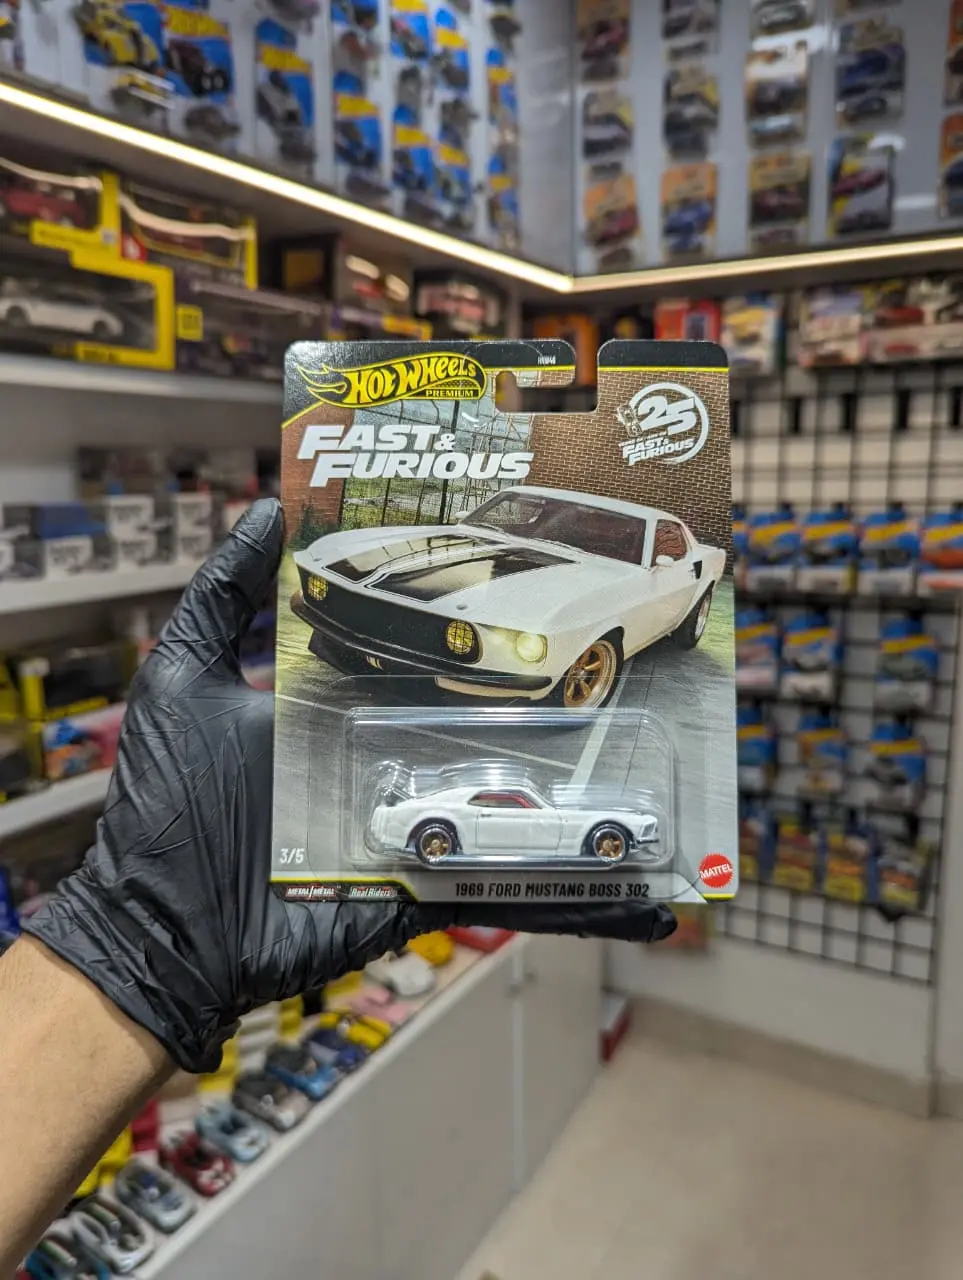 HOT WHEELS
PREMIUM
FAST &
FURIOUS
25
FAST &
FURIOUS
3/5
METAL/METAL
Real Riders
1969 FORD MUSTANG BOSS 302
MATTEL